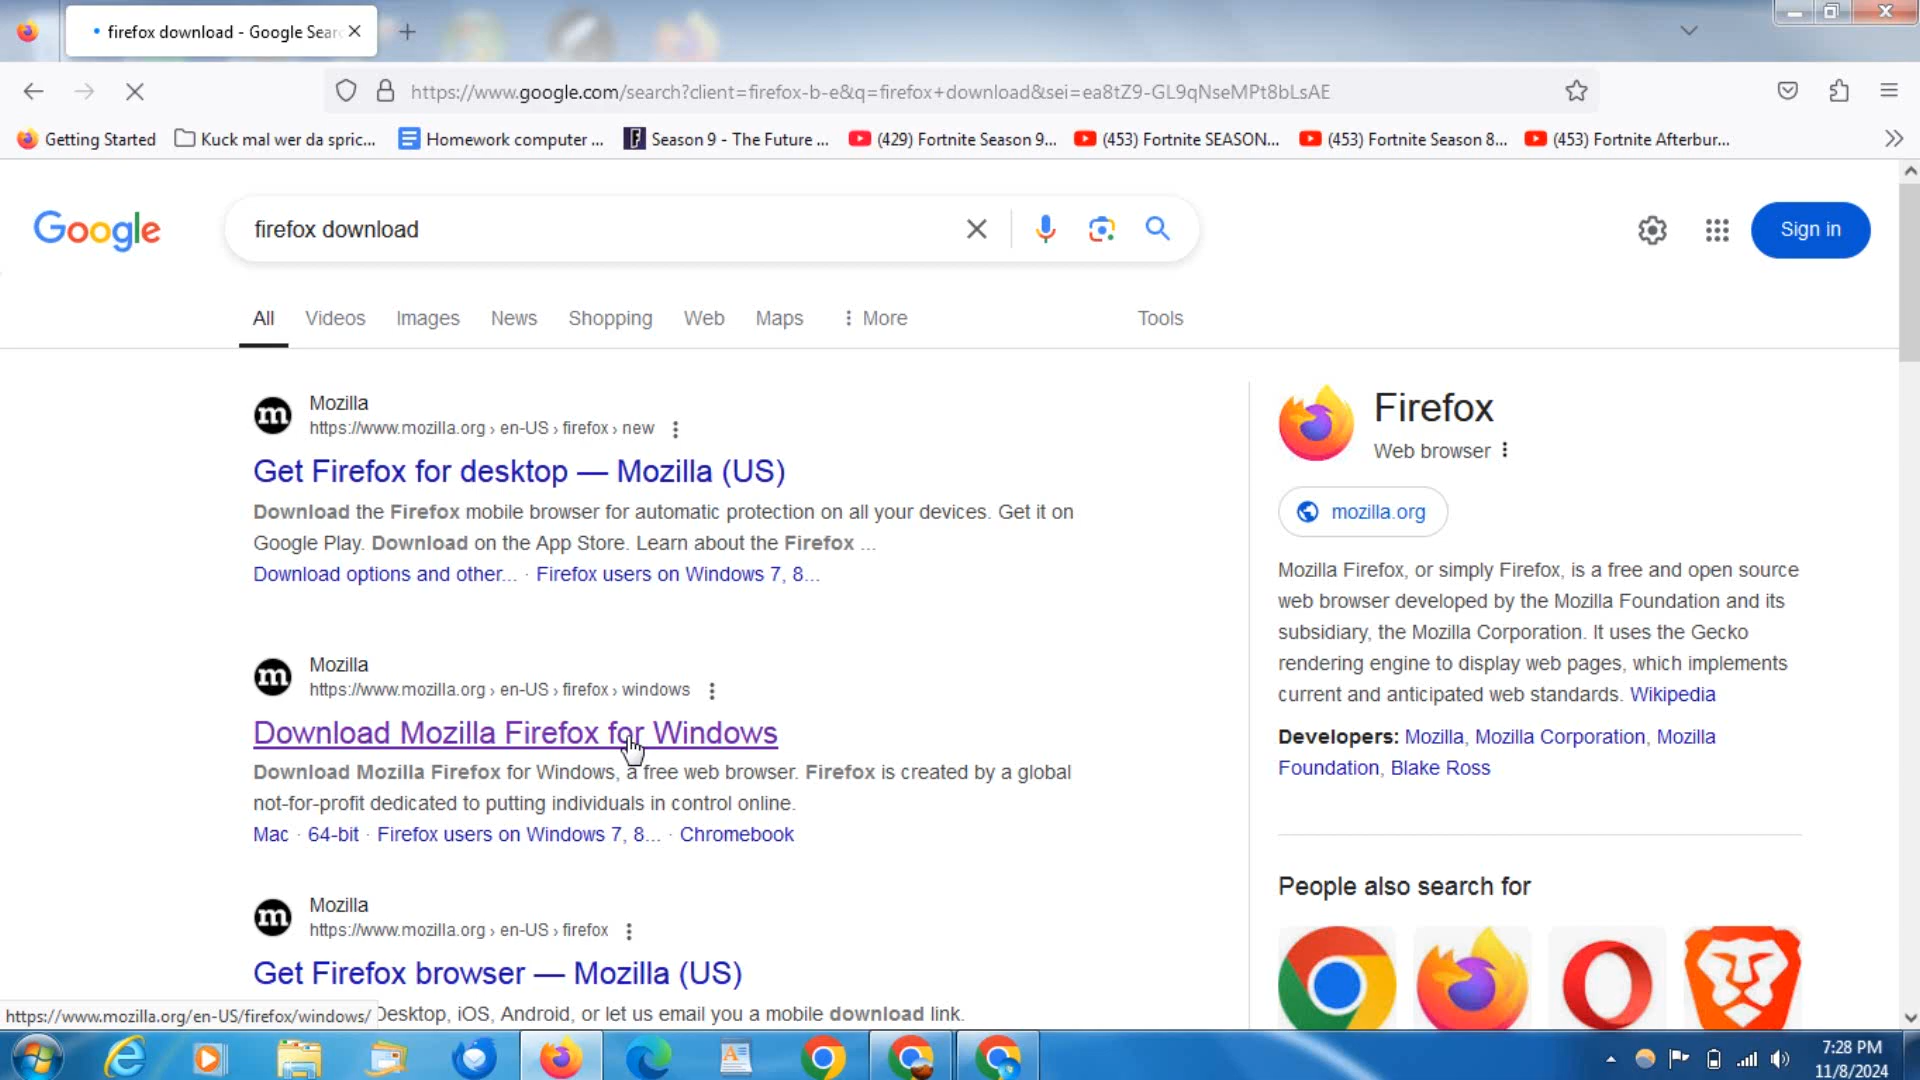 firefox download - Google Sear
https://www.google.com/search?client=firefox-b-e&q=firefox+download&sei=ea8tZ9-GL9qNseMPt8bLsAE
Getting Started
Kuck mal wer da spric...
Homework computer ...
Season 9 - The Future ...
(429) Fortnite Season 9...
(453) Fortnite SEASON...
(453) Fortnite Season 8...
(453) Fortnite Afterbur...
Google
firefox download
Sign in
All
Videos
Images
News
Shopping
Web
Maps
More
Tools
Mozilla
https://www.mozilla.org › en-US › firefox › new
Get Firefox for desktop — Mozilla (US)
Download the Firefox mobile browser for automatic protection on all your devices. Get it on
Google Play. Download on the App Store. Learn about the Firefox ...
Download options and other... · Firefox users on Windows 7, 8...
Mozilla
https://www.mozilla.org › en-US › firefox › windows
Download Mozilla Firefox for Windows
Download Mozilla Firefox for Windows, a free web browser. Firefox is created by a global
not-for-profit dedicated to putting individuals in control online.
Mac · 64-bit · Firefox users on Windows 7, 8... · Chromebook
Mozilla
https://www.mozilla.org › en-US › firefox
Get Firefox browser — Mozilla (US)
Desktop, iOS, Android, or let us email you a mobile download link.
https://www.mozilla.org/en-US/firefox/windows/
Firefox
Web browser
mozilla.org
Mozilla Firefox, or simply Firefox, is a free and open source
web browser developed by the Mozilla Foundation and its
subsidiary, the Mozilla Corporation. It uses the Gecko
rendering engine to display web pages, which implements
current and anticipated web standards. Wikipedia
Developers: Mozilla, Mozilla Corporation, Mozilla
Foundation, Blake Ross
People also search for
7:28 PM
11/8/2024